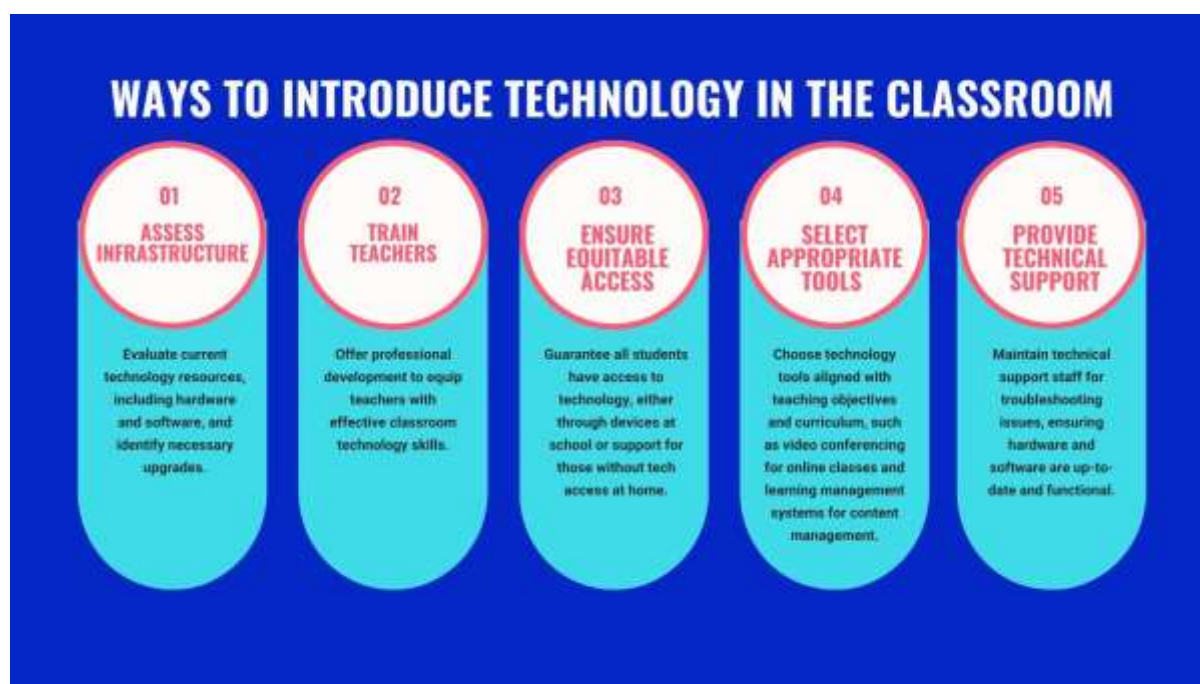 WAYS TO INTRODUCE TECHNOLOGY IN THE CLASSROOM
01
ASSESS
INFRASTRUCTURE
Evaluate current
technology resources,
including hardware
and software, and
identify necessary
upgrades.
02
TRAIN
TEACHERS
Offer professional
development to equip
teachers with
effective classroom
technology skills.
03
ENSURE
EQUITABLE
ACCESS
Guarantee all students
have access to
technology, either
through devices at
school or support for
those without tech
access at home.
04
SELECT
APPROPRIATE
TOOLS
Choose technology
tools aligned with
teaching objectives
and curriculum, such
as video conferencing
for online classes and
learning management
systems for content
management.
05
PROVIDE
TECHNICAL
SUPPORT
Maintain technical
support staff for
troubleshooting
issues, ensuring
hardware and
software are up-to-
date and functional.